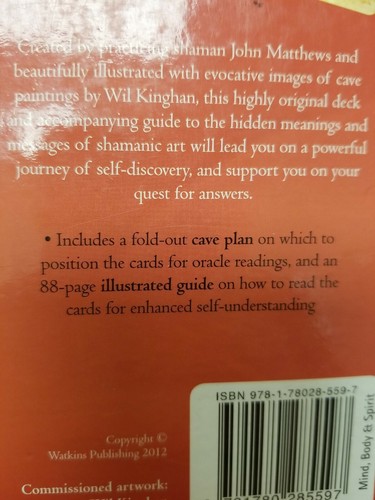 Created by practicing shaman John Matthews and
beautifully illustrated with evocative images of cave
paintings by Wil Kinghan, this highly original deck
and accompanying guide to the hidden meanings and
messages of shamanic art will lead you on a powerful
journey of self-discovery, and support you on your
quest for answers.
• Includes a fold-out cave plan on which to
position the cards for oracle readings, and an
88-page illustrated guide on how to read the
cards for enhanced self-understanding
ISBN 978-1-78028-559-7
Mind, Body & Spirit
Copyright ©
Watkins Publishing 2012
Commissioned artwork: